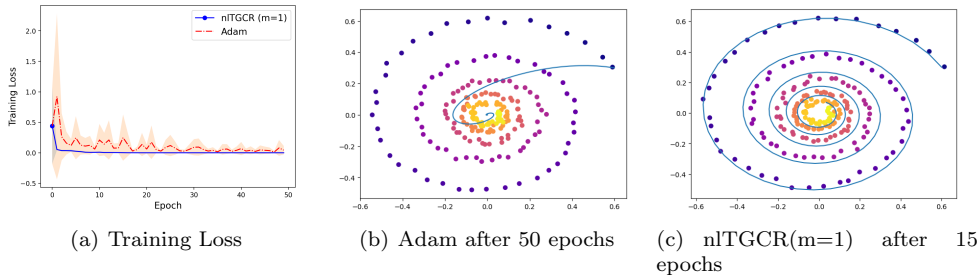 nlTGCR (m=1)
Adam
Training Loss
2.0
1.5
1.0
0.5
0.0
−0.5
0 10 20 30 40 50
Epoch
0.6
0.4
0.2
0.0
−0.2
−0.4
−0.6 −0.4 −0.2 0.0 0.2 0.4 0.6
0.6
0.4
0.2
0.0
−0.2
−0.4
−0.6 −0.4 −0.2 0.0 0.2 0.4 0.6
(a) Training Loss
(b) Adam after 50 epochs
(c) nlTGCR(m=1) after 15
epochs